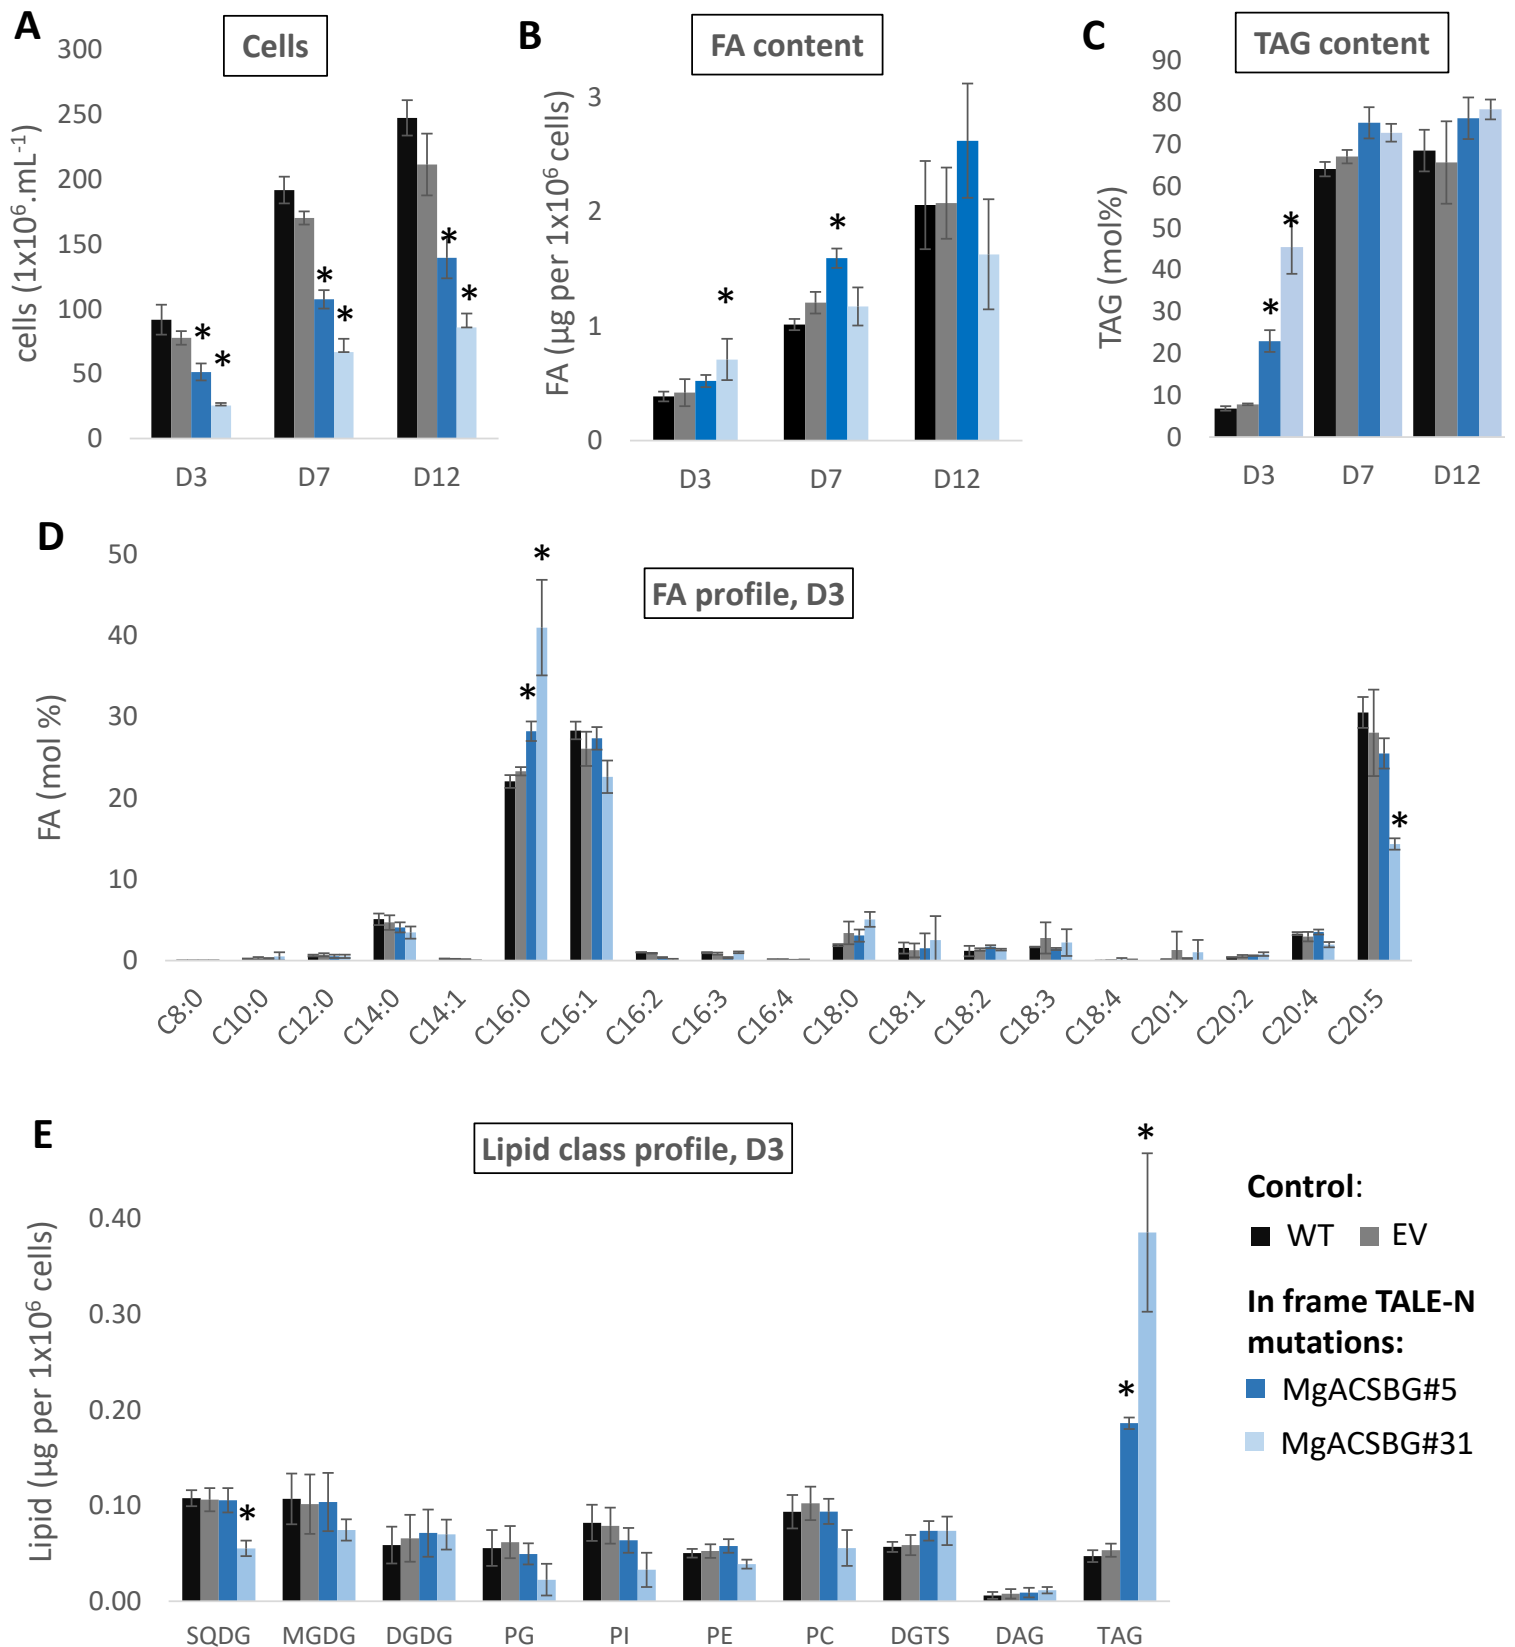 A
Cells
cells (1x10⁶.mL⁻¹)
300
250
200
150
100
50
0
* * * * * *
D3 D7 D12
B
FA content
FA (µg per 1x10⁶ cells)
3
2
1
0
* *
D3 D7 D12
C
TAG content
TAG (mol%)
90
80
70
60
50
40
30
20
10
0
* *
D3 D7 D12
D
FA profile, D3
FA (mol %)
50
40
30
20
10
0
* * *
C8:0 C10:0 C12:0 C14:0 C14:1 C16:0 C16:1 C16:2 C16:3 C16:4 C18:0 C18:1 C18:2 C18:3 C18:4 C20:1 C20:2 C20:4 C20:5
E
Lipid class profile, D3
Lipid (µg per 1x10⁶ cells)
0.40
0.30
0.20
0.10
0.00
* * *
SQDG MGDG DGDG PG PI PE PC DGTS DAG TAG
Control:
WT EV
In frame TALE-N
mutations:
MgACSBG#5
MgACSBG#31